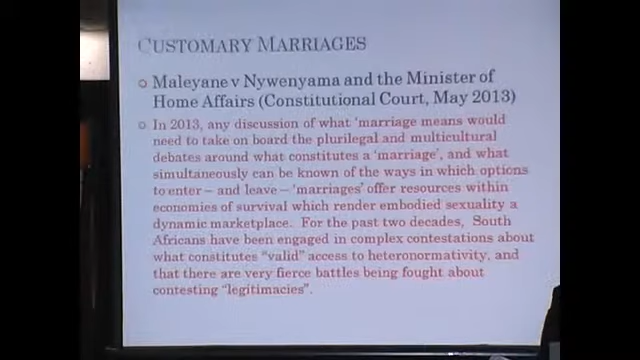 CUSTOMARY MARRIAGES
Maleyane v Nywenyama and the Minister of
Home Affairs (Constitutional Court, May 2013)
In 2013, any discussion of what 'marriage means would
need to take on board the plurilegal and multicultural
debates around what constitutes a 'marriage', and what
simultaneously can be known of the ways in which options
to enter – and leave – 'marriages' offer resources within
economies of survival which render embodied sexuality a
dynamic marketplace. For the past two decades, South
Africans have been engaged in complex contestations about
what constitutes "valid" access to heteronormativity, and
that there are very fierce battles being fought about
contesting "legitimacies".